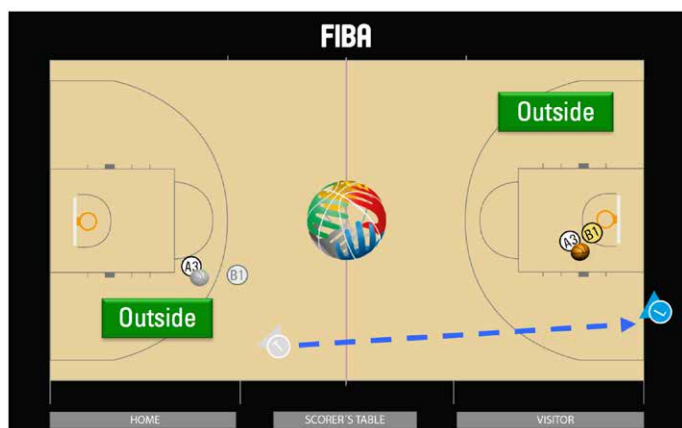 FIBA
Outside
A3
B1
A3
B1
Outside
HOME
SCORER'S TABLE
VISITOR